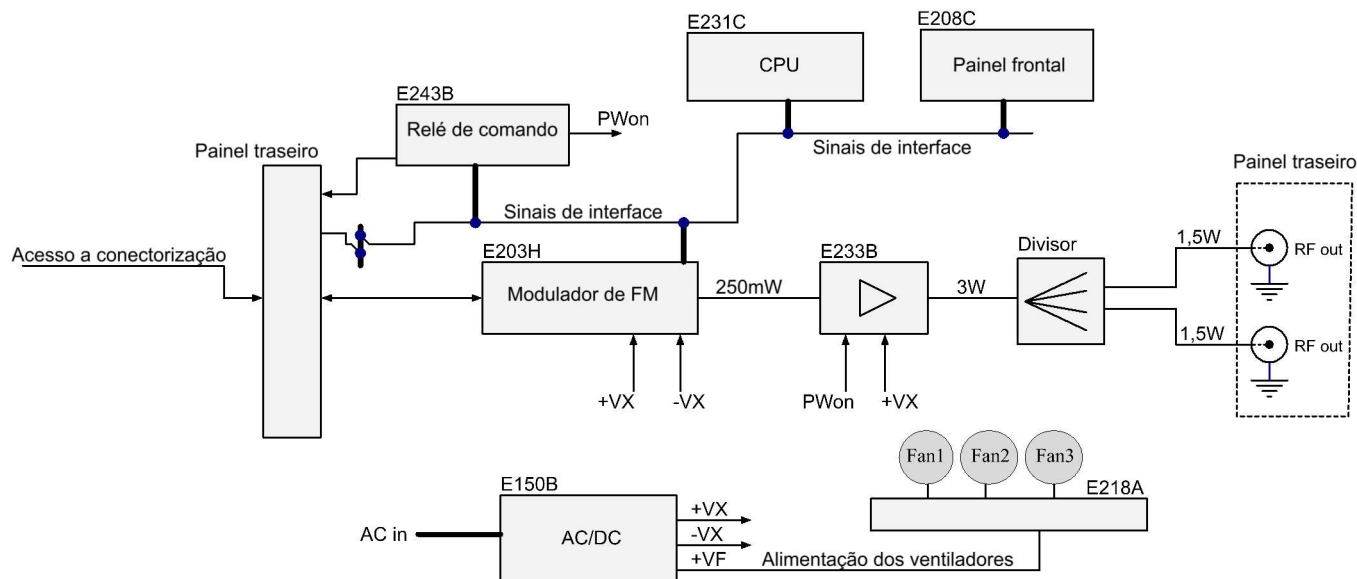 E231C
E208C
CPU
Painel frontal
E243B
Relé de comando
PWon
Painel traseiro
Sinais de interface
Painel traseiro
Sinais de interface
Acesso a conectorização
E203H
E233B
Divisor
1,5W
RF out
Modulador de FM
250mW
3W
1,5W
RF out
+VX
-VX
PWon
+VX
Fan1
Fan2
Fan3
E150B
E218A
AC in
AC/DC
+VX
-VX
+VF
Alimentação dos ventiladores